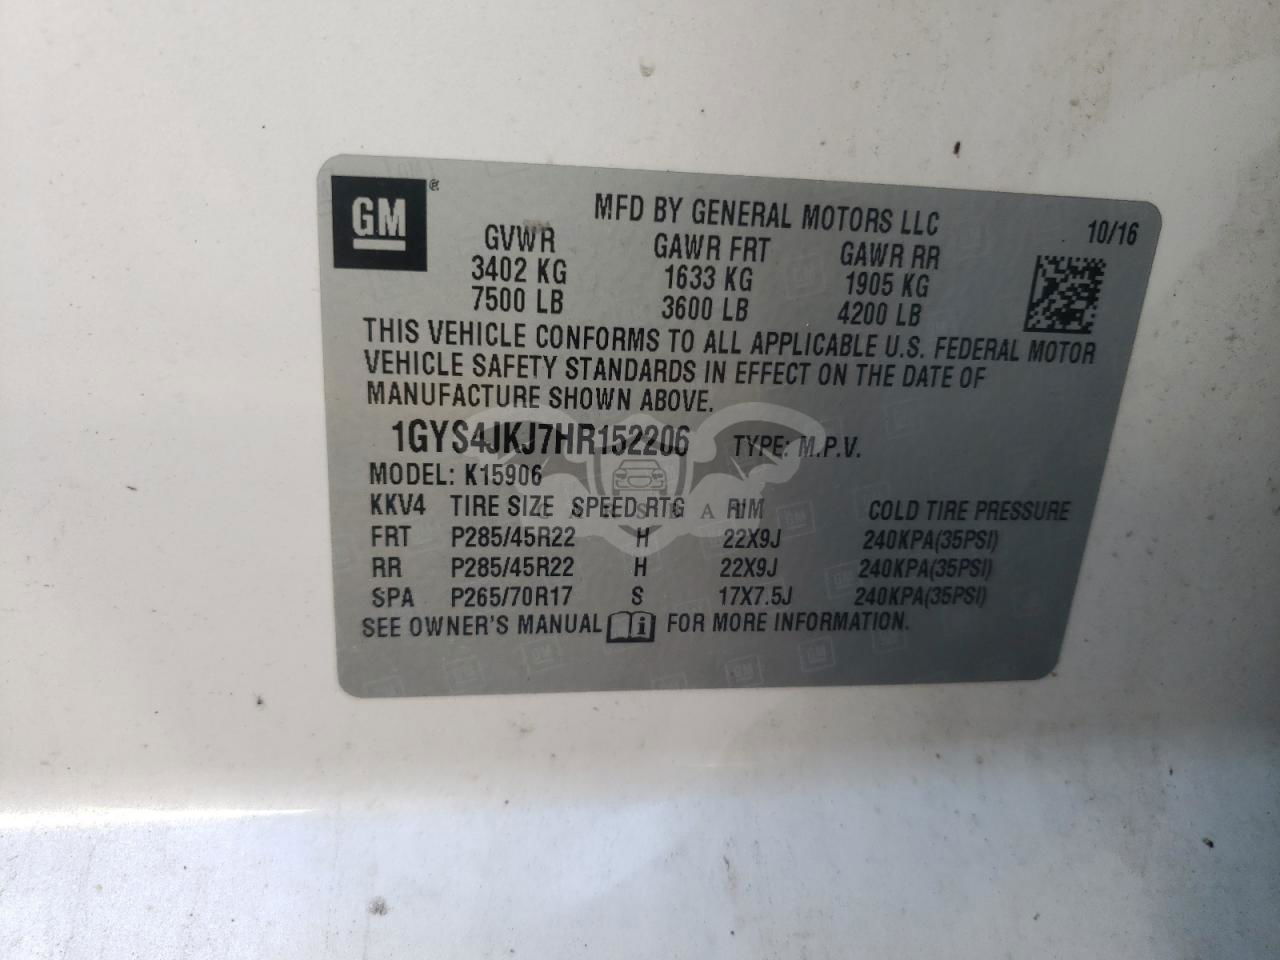 GM ®
MFD BY GENERAL MOTORS LLC 10/16
GVWR GAWR FRT GAWR RR
3402 KG 1633 KG 1905 KG
7500 LB 3600 LB 4200 LB
THIS VEHICLE CONFORMS TO ALL APPLICABLE U.S. FEDERAL MOTOR
VEHICLE SAFETY STANDARDS IN EFFECT ON THE DATE OF
MANUFACTURE SHOWN ABOVE.
1GYS4JKJ7HR152206 TYPE: M.P.V.
MODEL: K15906
KKV4 TIRE SIZE SPEED RTG RIM COLD TIRE PRESSURE
FRT P285/45R22 H 22X9J 240KPA(35PSI)
RR P285/45R22 H 22X9J 240KPA(35PSI)
SPA P265/70R17 S 17X7.5J 240KPA(35PSI)
SEE OWNER'S MANUAL i FOR MORE INFORMATION.